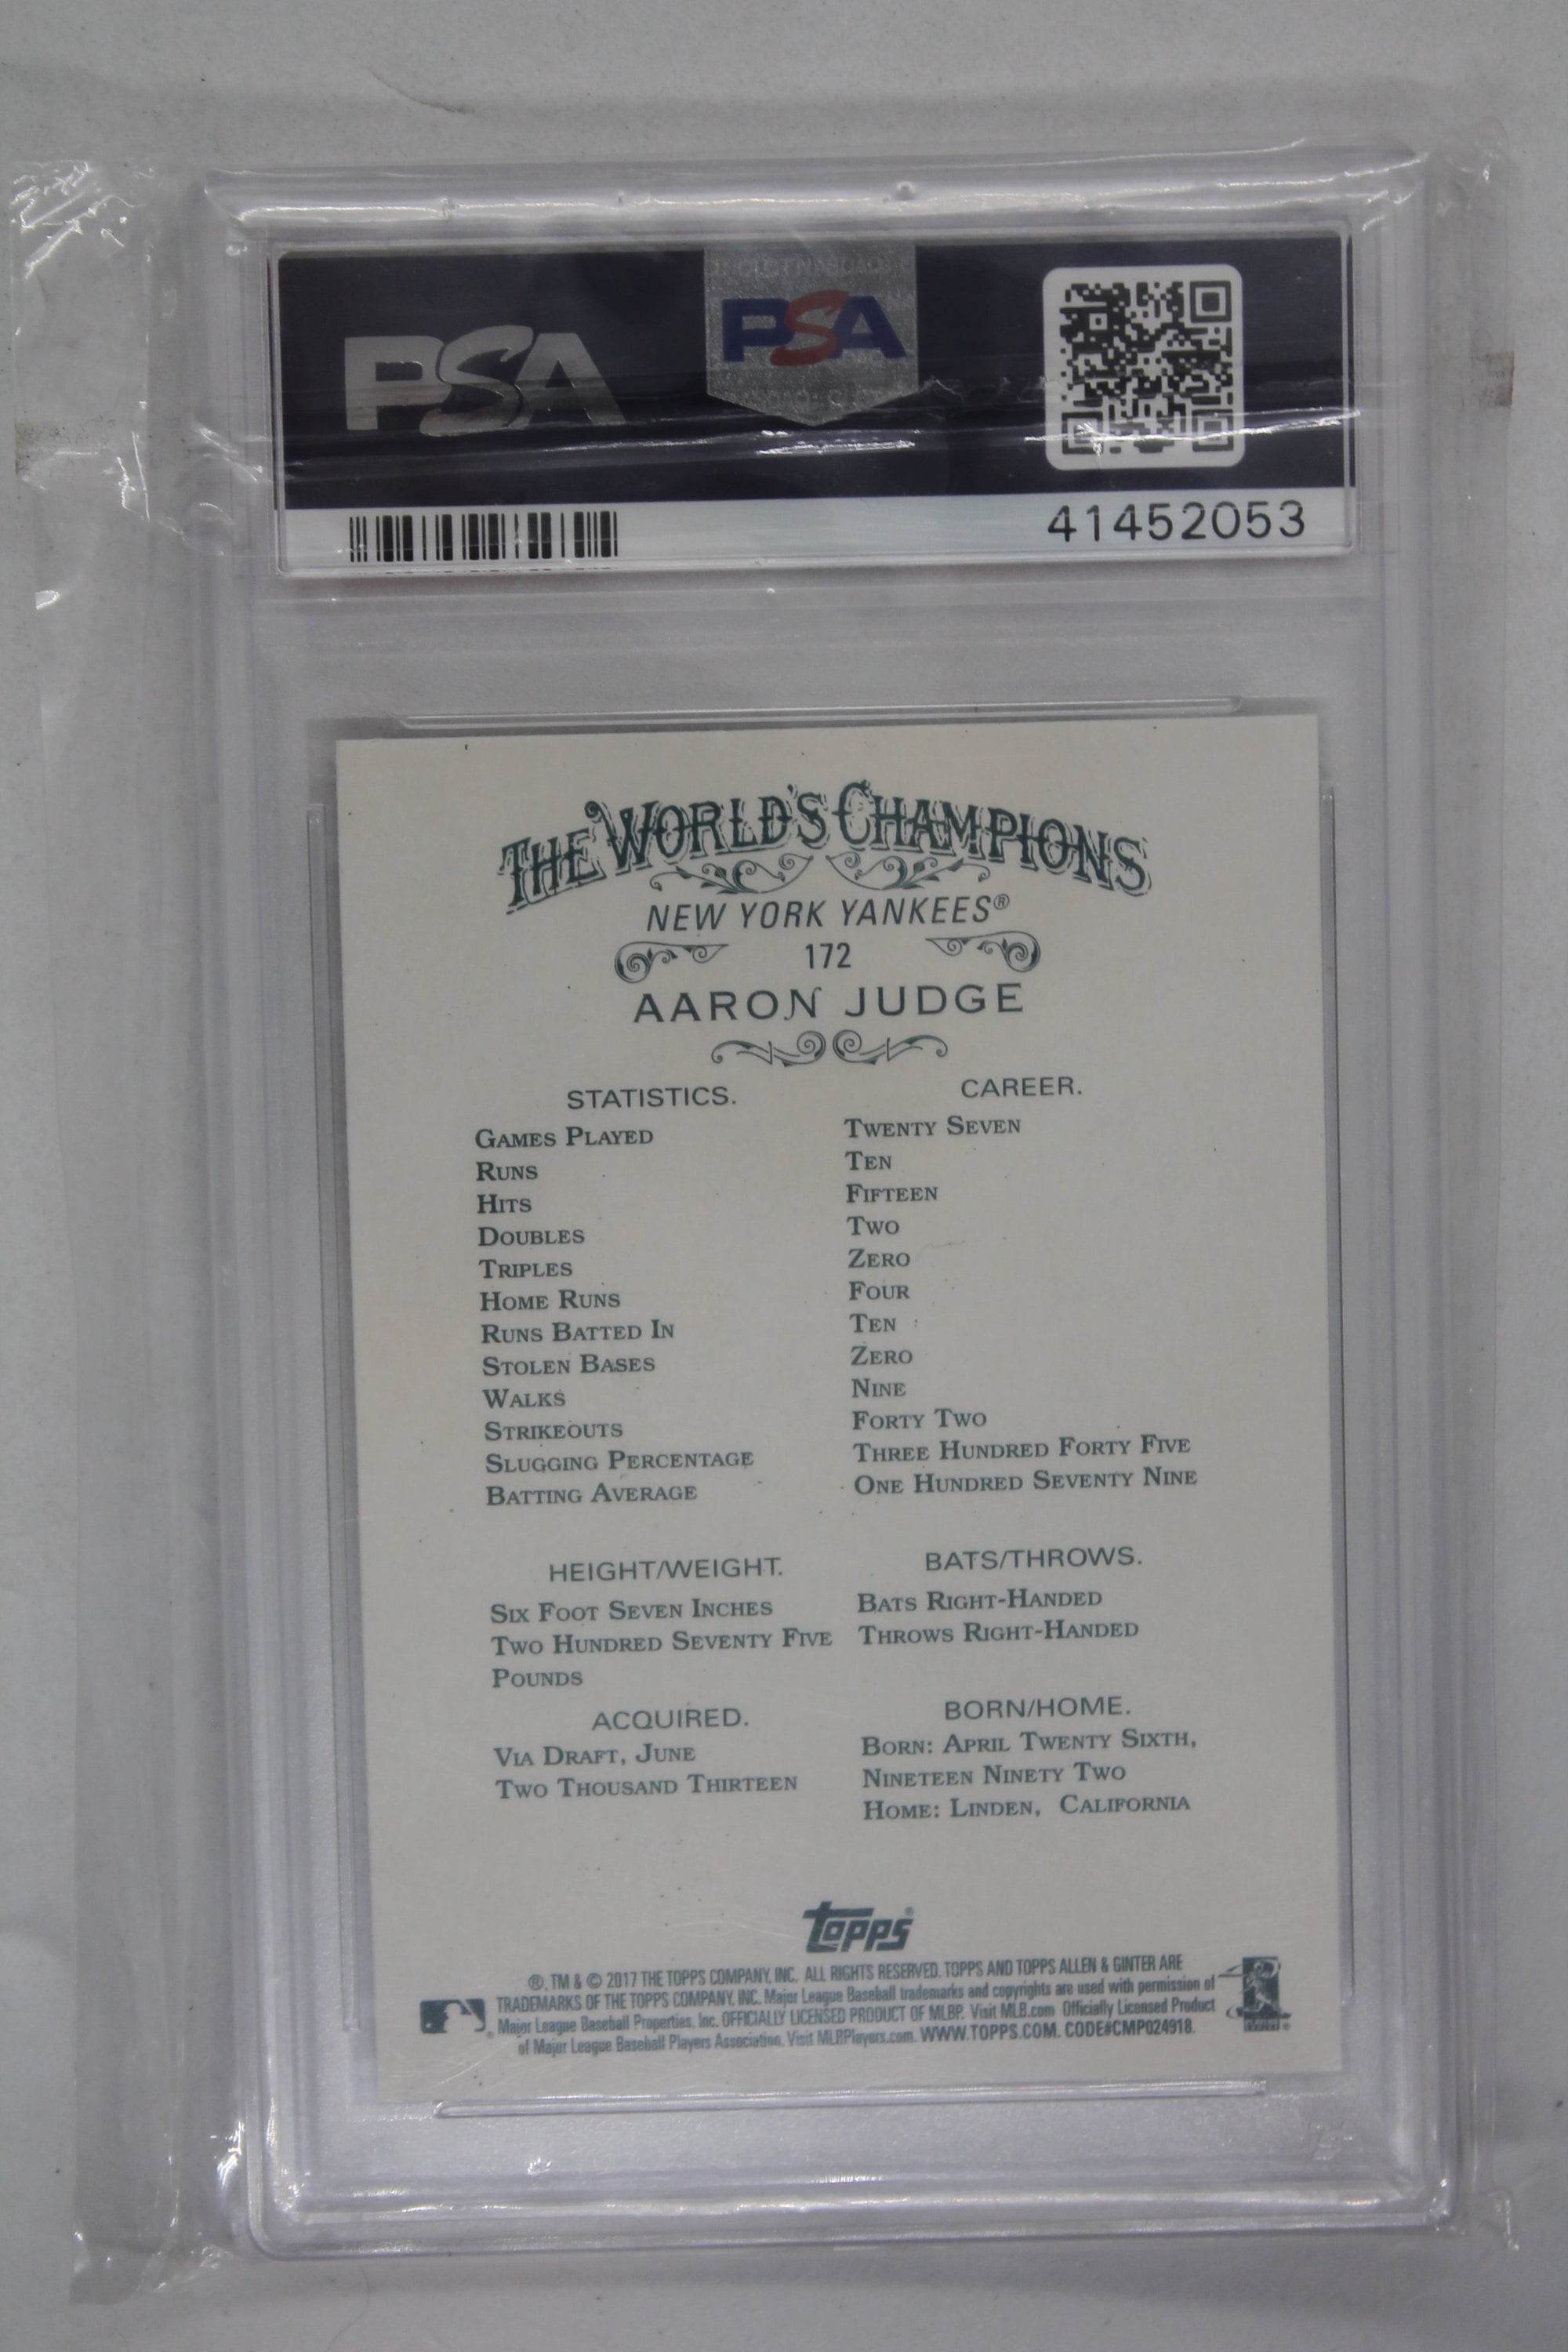 PSA
PSA
41452053
THE WORLD'S CHAMPIONS
NEW YORK YANKEES®
172
AARON JUDGE
STATISTICS. CAREER.
GAMES PLAYED TWENTY SEVEN
RUNS TEN
HITS FIFTEEN
DOUBLES TWO
TRIPLES ZERO
HOME RUNS FOUR
RUNS BATTED IN TEN
STOLEN BASES ZERO
WALKS NINE
STRIKEOUTS FORTY TWO
SLUGGING PERCENTAGE THREE HUNDRED FORTY FIVE
BATTING AVERAGE ONE HUNDRED SEVENTY NINE
HEIGHT/WEIGHT.
SIX FOOT SEVEN INCHES
TWO HUNDRED SEVENTY FIVE
POUNDS
BATS/THROWS.
BATS RIGHT-HANDED
THROWS RIGHT-HANDED
ACQUIRED.
VIA DRAFT, JUNE
TWO THOUSAND THIRTEEN
BORN/HOME.
BORN: APRIL TWENTY SIXTH,
NINETEEN NINETY TWO
HOME: LINDEN, CALIFORNIA
Topps®
®, TM & © 2017 THE TOPPS COMPANY, INC. ALL RIGHTS RESERVED. TOPPS AND TOPPS ALLEN & GINTER ARE
TRADEMARKS OF THE TOPPS COMPANY, INC. Major League Baseball trademarks and copyrights are used with permission of
Major League Baseball Properties, Inc. OFFICIALLY LICENSED PRODUCT OF MLBP. Visit MLB.com Officially Licensed Product
of Major League Baseball Players Association. Visit MLBPlayers.com. WWW.TOPPS.COM. CODE#CMP024918.